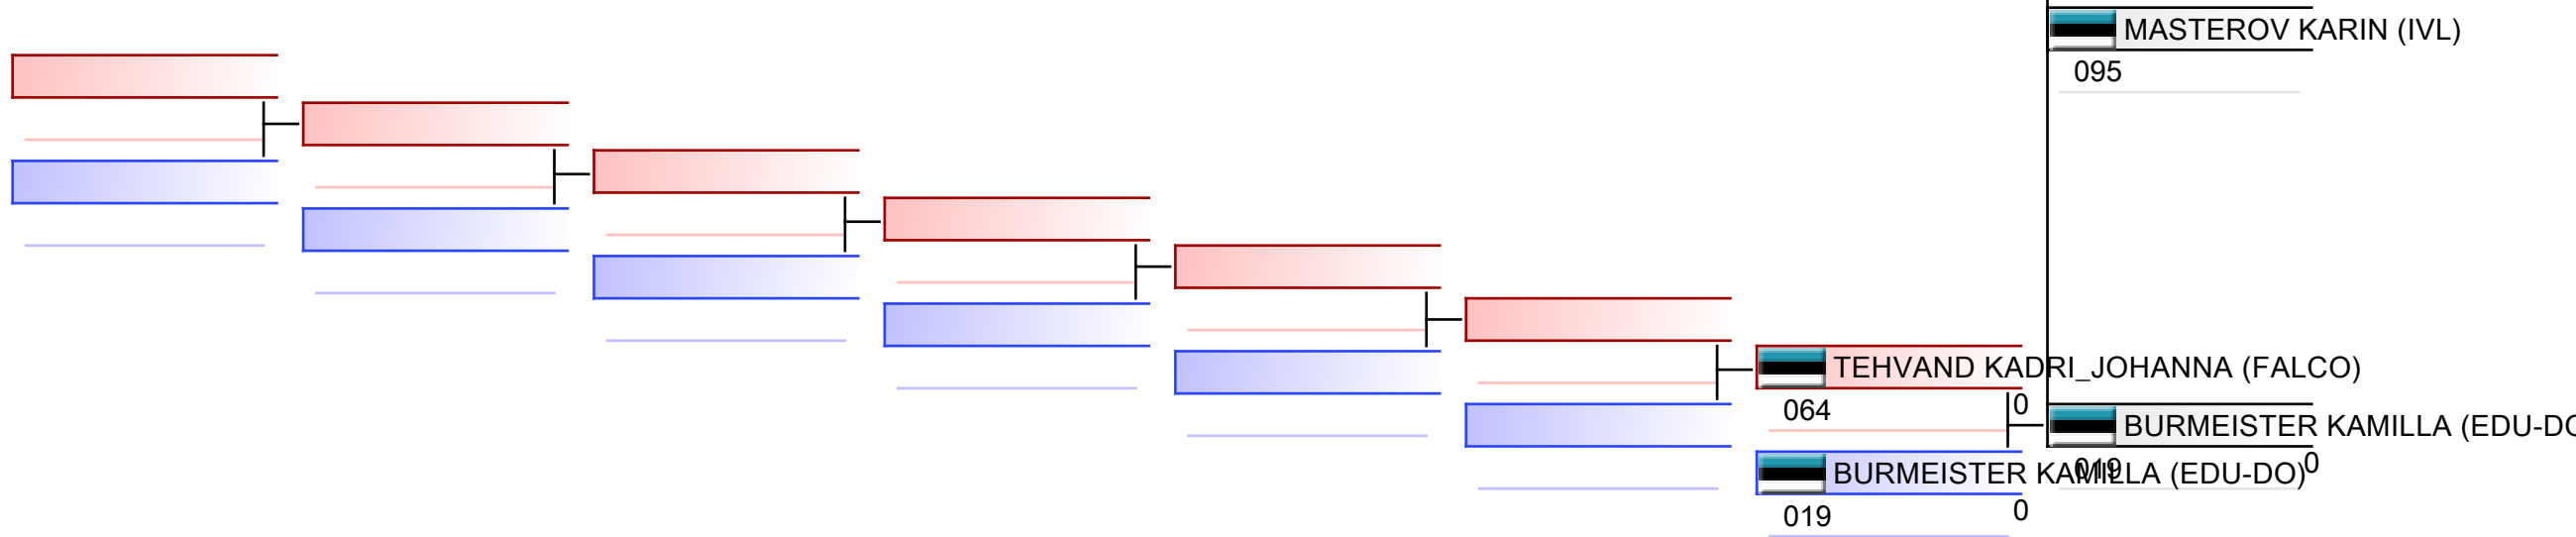 MASTEROV KARIN (IVL)
095
TEHVAND KADRI_JOHANNA (FALCO)
064
0
BURMEISTER KAMILLA (EDU-DO
019
0
BURMEISTER KAMILLA (EDU-DO)
019
0